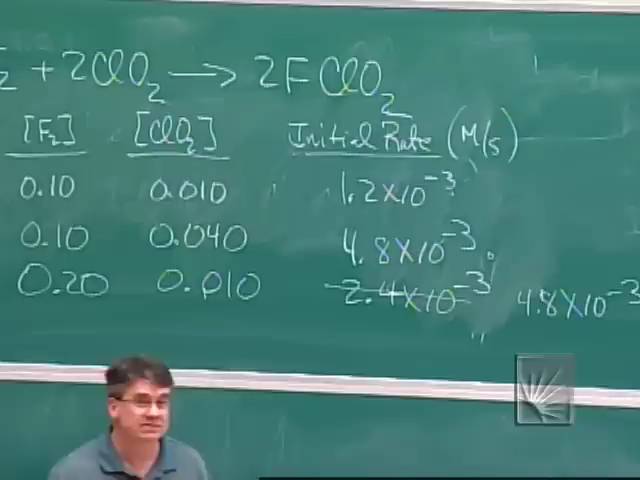 F₂ + 2ClO₂ → 2FClO₂
[F₂] [ClO₂] Initial Rate (M/s)
0.10 0.010 1.2×10⁻³
0.10 0.040 4.8×10⁻³
0.20 0.010 2.4×10⁻³ 4.8×10⁻³